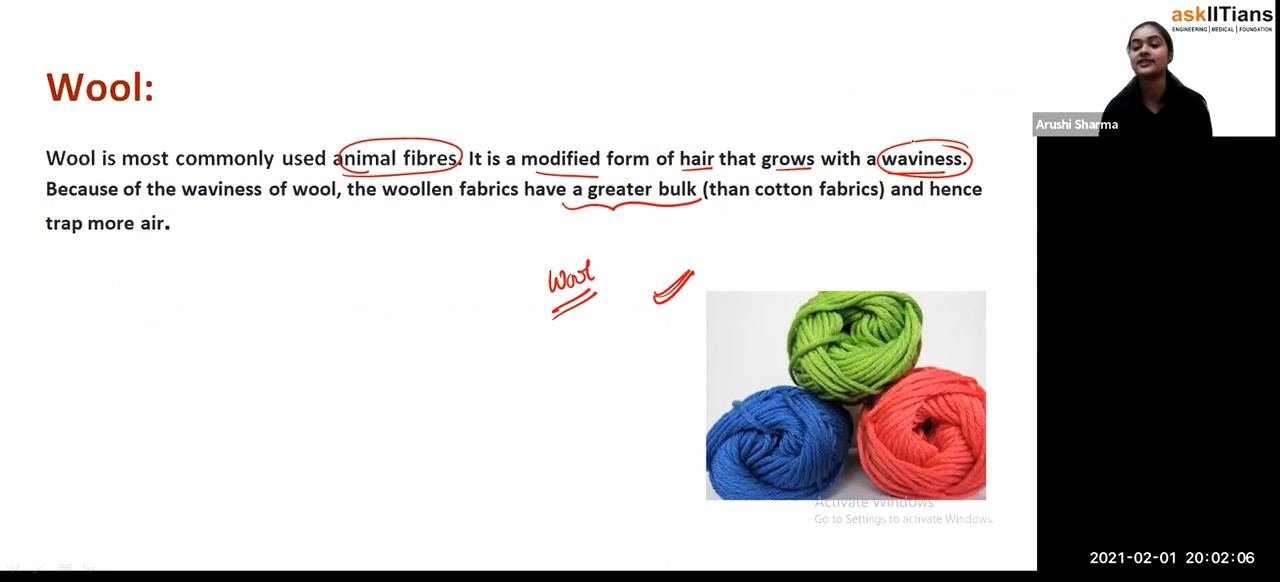 askIITians
ENGINEERING | MEDICAL | FOUNDATION
Wool:
Arushi Sharma
Wool is most commonly used animal fibres. It is a modified form of hair that grows with a waviness.
Because of the waviness of wool, the woollen fabrics have a greater bulk (than cotton fabrics) and hence
trap more air.
Wool
Activate Windows
Go to Settings to activate Windows.
2021-02-01 20:02:06